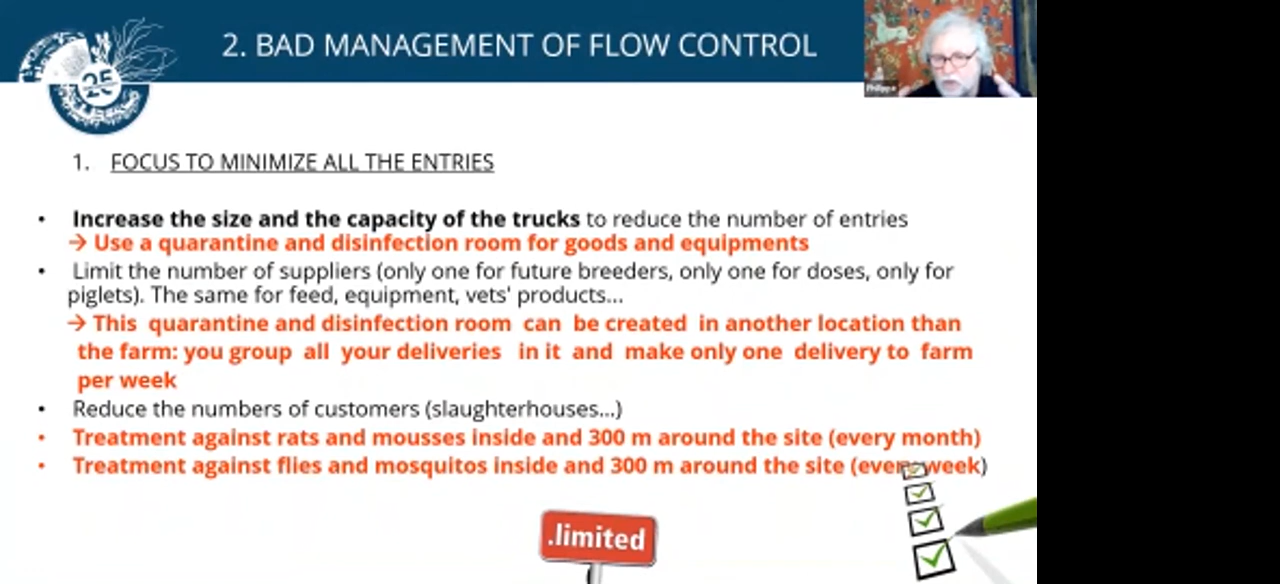 2. BAD MANAGEMENT OF FLOW CONTROL
25
Philippe
1. FOCUS TO MINIMIZE ALL THE ENTRIES
• Increase the size and the capacity of the trucks to reduce the number of entries
→ Use a quarantine and disinfection room for goods and equipments
• Limit the number of suppliers (only one for future breeders, only one for doses, only for
piglets). The same for feed, equipment, vets' products...
→ This quarantine and disinfection room can be created in another location than
the farm: you group all your deliveries in it and make only one delivery to farm
per week
• Reduce the numbers of customers (slaughterhouses...)
• Treatment against rats and mousses inside and 300 m around the site (every month)
• Treatment against flies and mosquitos inside and 300 m around the site (every week)
.limited